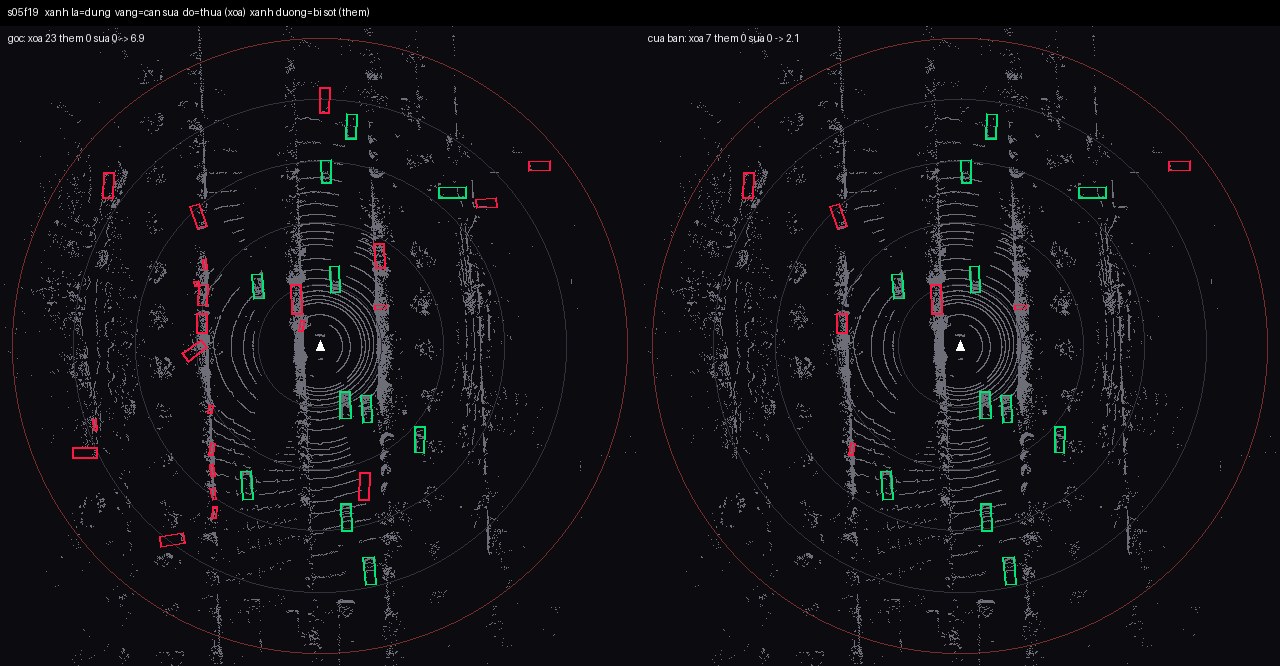 s05f19 xanh la=dung vang=can sua do=thua (xoa) xanh duong=bi sot (them)
goc: xoa 23 them 0 sua 0 -> 6.9
cua ban: xoa 7 them 0 sua 0 -> 2.1